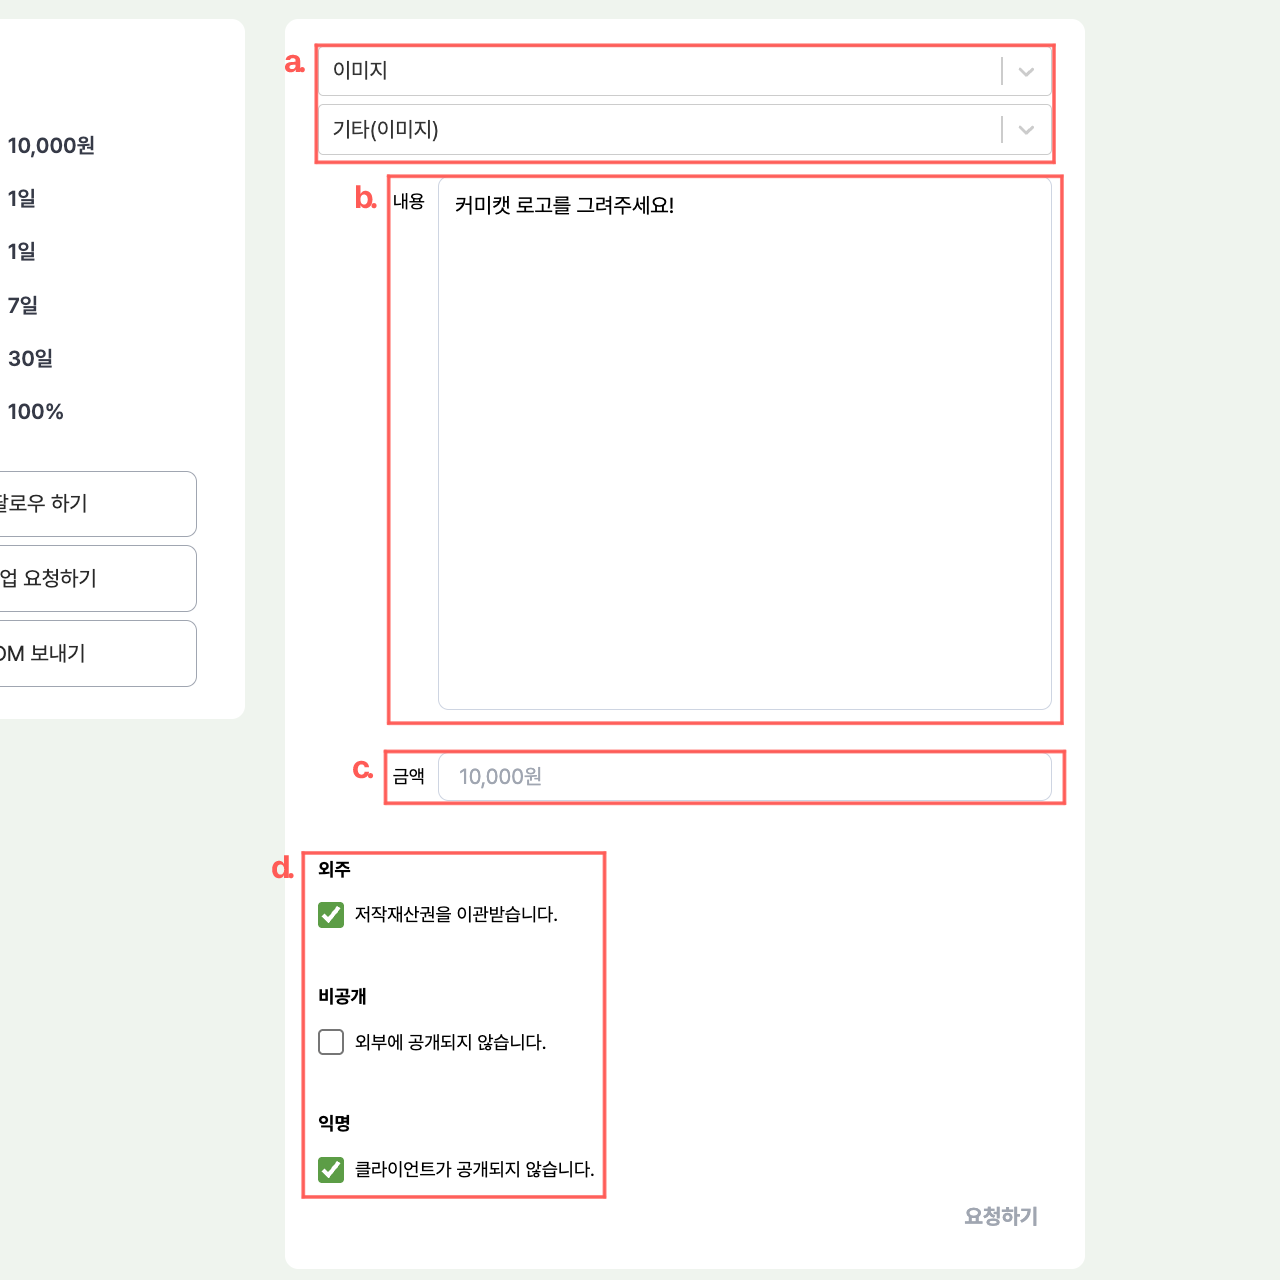 10,000원
1일
1일
7일
30일
100%
팔로우 하기
업 요청하기
DM 보내기
a.
이미지
기타(이미지)
b.
내용
커미캣 로고를 그려주세요!
c.
금액
10,000원
d.
외주
저작재산권을 이관받습니다.
비공개
외부에 공개되지 않습니다.
익명
클라이언트가 공개되지 않습니다.
요청하기